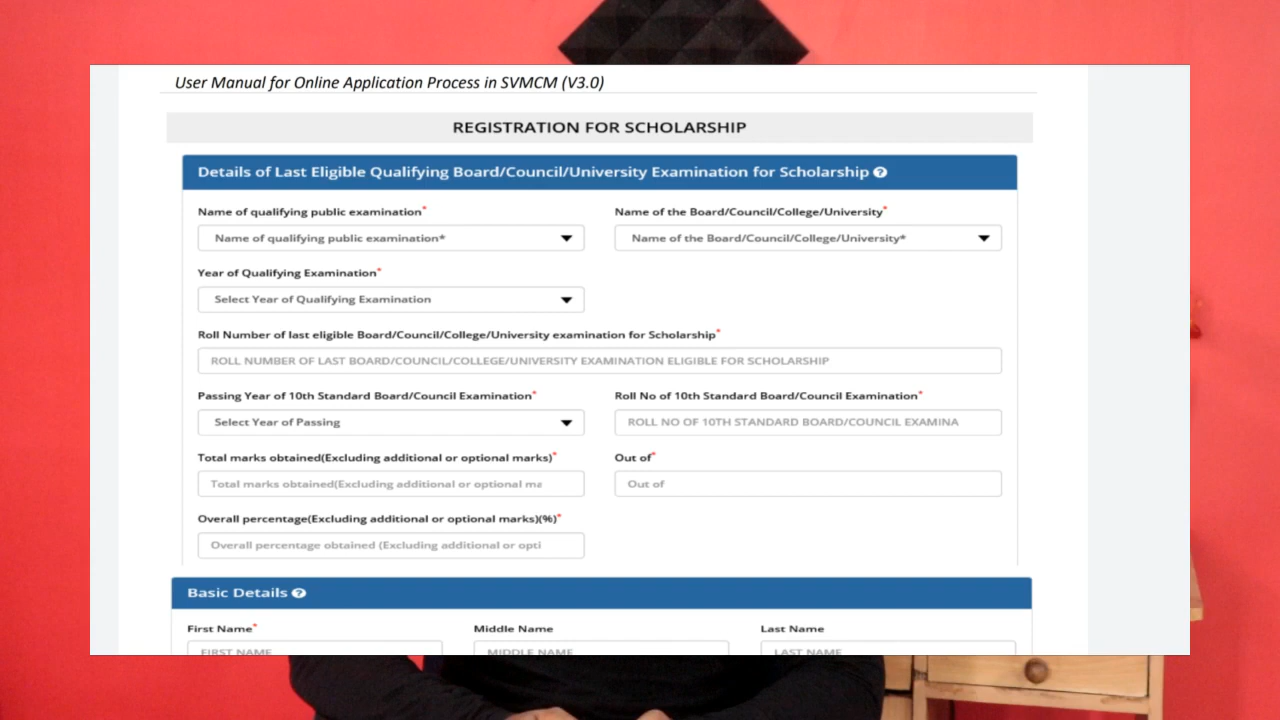 User Manual for Online Application Process in SVMCM (V3.0)
REGISTRATION FOR SCHOLARSHIP
Details of Last Eligible Qualifying Board/Council/University Examination for Scholarship ?
Name of qualifying public examination* Name of the Board/Council/College/University*
Name of qualifying public examination* Name of the Board/Council/College/University*
Year of Qualifying Examination*
Select Year of Qualifying Examination
Roll Number of last eligible Board/Council/College/University examination for Scholarship*
ROLL NUMBER OF LAST BOARD/COUNCIL/COLLEGE/UNIVERSITY EXAMINATION ELIGIBLE FOR SCHOLARSHIP
Passing Year of 10th Standard Board/Council Examination* Roll No of 10th Standard Board/Council Examination*
Select Year of Passing ROLL NO OF 10TH STANDARD BOARD/COUNCIL EXAMINA
Total marks obtained(Excluding additional or optional marks)* Out of*
Total marks obtained(Excluding additional or optional ma Out of
Overall percentage(Excluding additional or optional marks)(%)*
Overall percentage obtained (Excluding additional or opti
Basic Details ?
First Name* Middle Name Last Name
FIRST NAME MIDDLE NAME LAST NAME